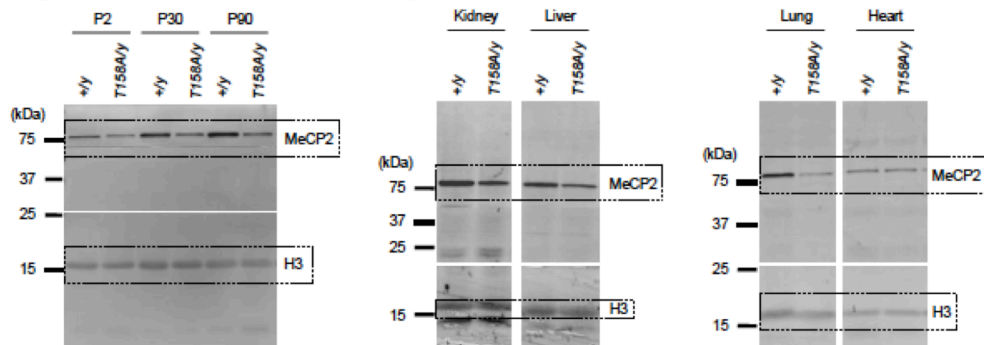 P2 P30 P90
+/y T158A/y +/y T158A/y +/y T158A/y
(kDa)
75
37
25
15
MeCP2
H3
Kidney Liver
+/y T158A/y +/y T158A/y
(kDa)
75
37
25
15
MeCP2
H3
Lung Heart
+/y T158A/y +/y T158A/y
(kDa)
75
37
25
15
MeCP2
H3